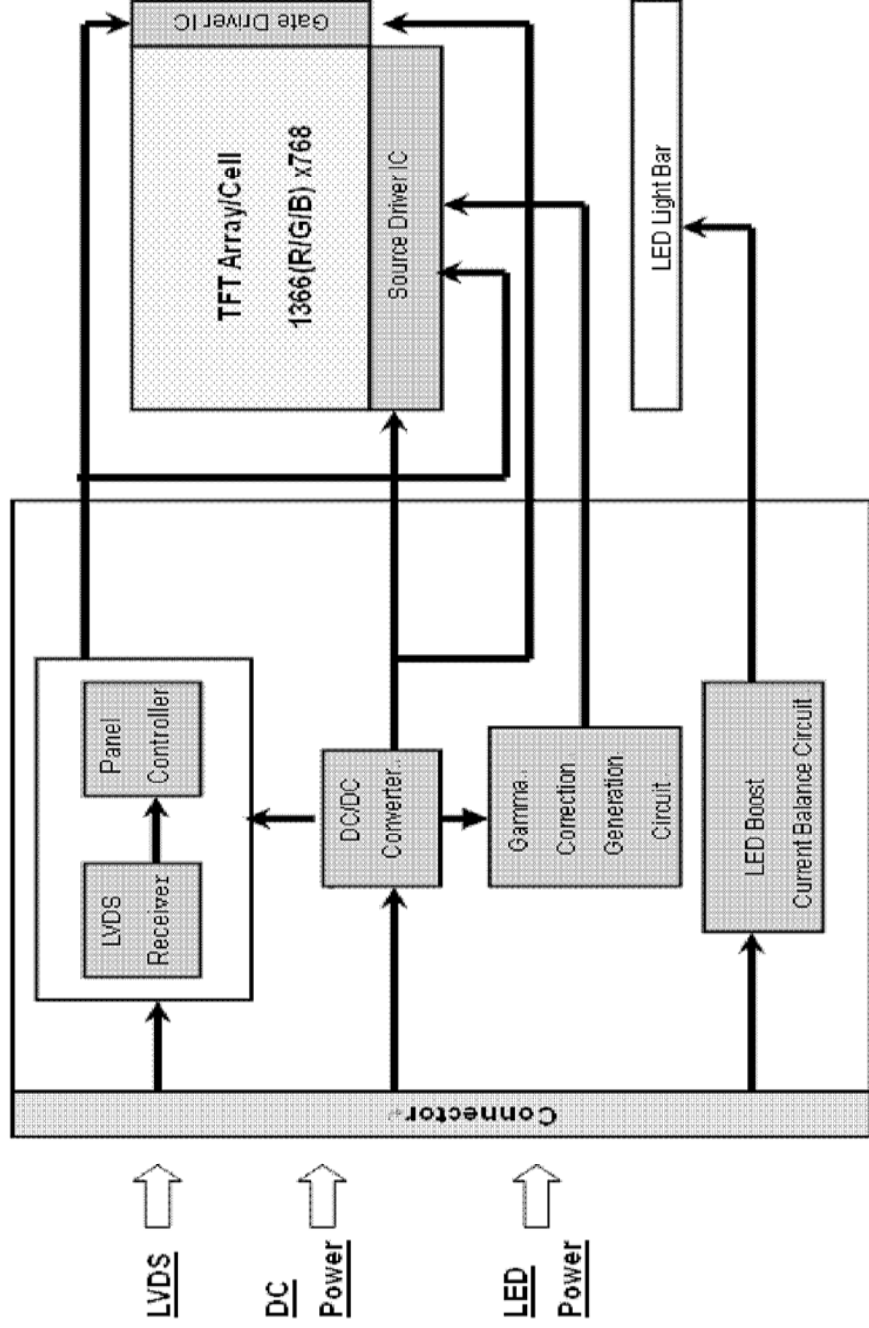 LVDS
DC
Power
LED
Power
Connector
LVDS
Receiver
Panel
Controller
DC/DC
Converter..
Gamma..
Correction
Generation.
Circuit..
LED Boost
Current Balance Circuit.
Gate Driver IC
TFT Array/Cell
1366(R/G/B) x768
Source Driver IC
LED Light Bar